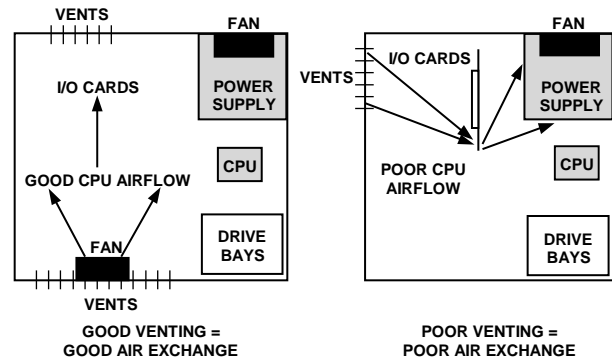 VENTS
FAN
I/O CARDS
POWER
SUPPLY
CPU
GOOD CPU AIRFLOW
FAN
DRIVE
BAYS
VENTS
GOOD VENTING =
GOOD AIR EXCHANGE
FAN
VENTS
I/O CARDS
POWER
SUPPLY
CPU
POOR CPU
AIRFLOW
DRIVE
BAYS
POOR VENTING =
POOR AIR EXCHANGE